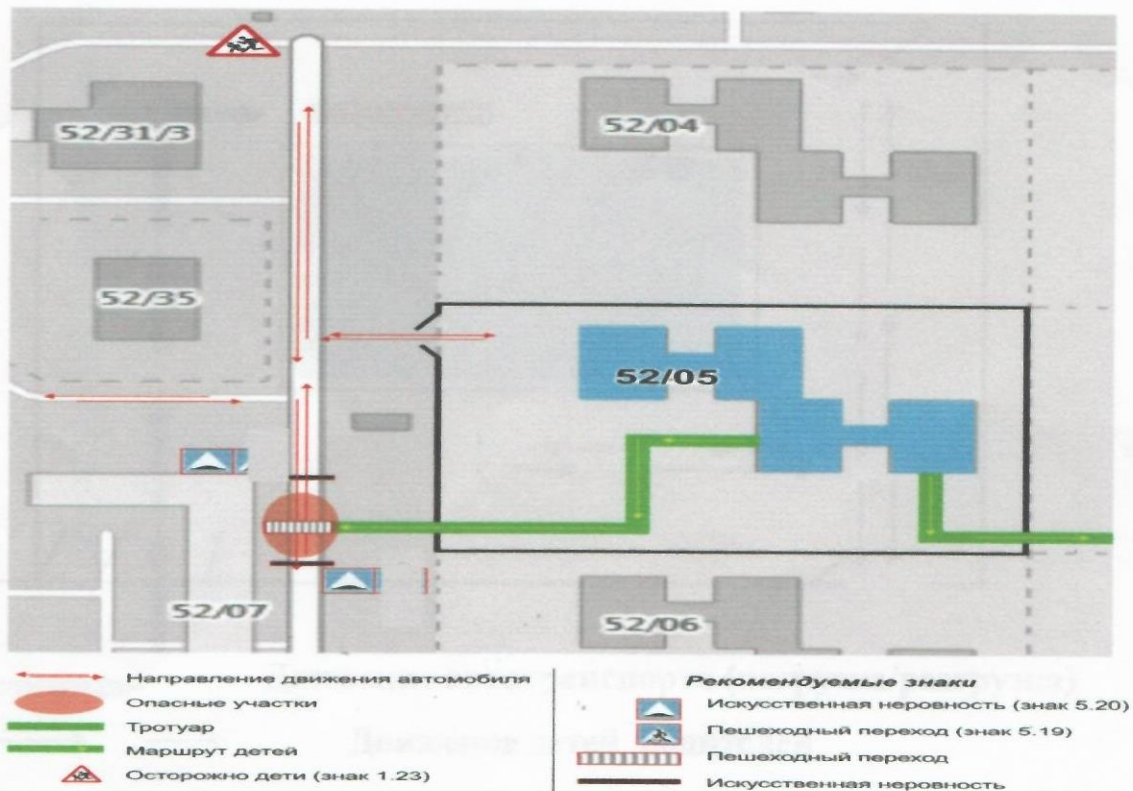 52/31/3
52/04
52/35
52/05
52/07
52/06
Направление движения автомобиля
Опасные участки
Тротуар
Маршрут детей
Осторожно дети (знак 1.23)
Рекомендуемые знаки
Искусственная неровность (знак 5.20)
Пешеходный переход (знак 5.19)
Пешеходный переход
Искусственная неровность